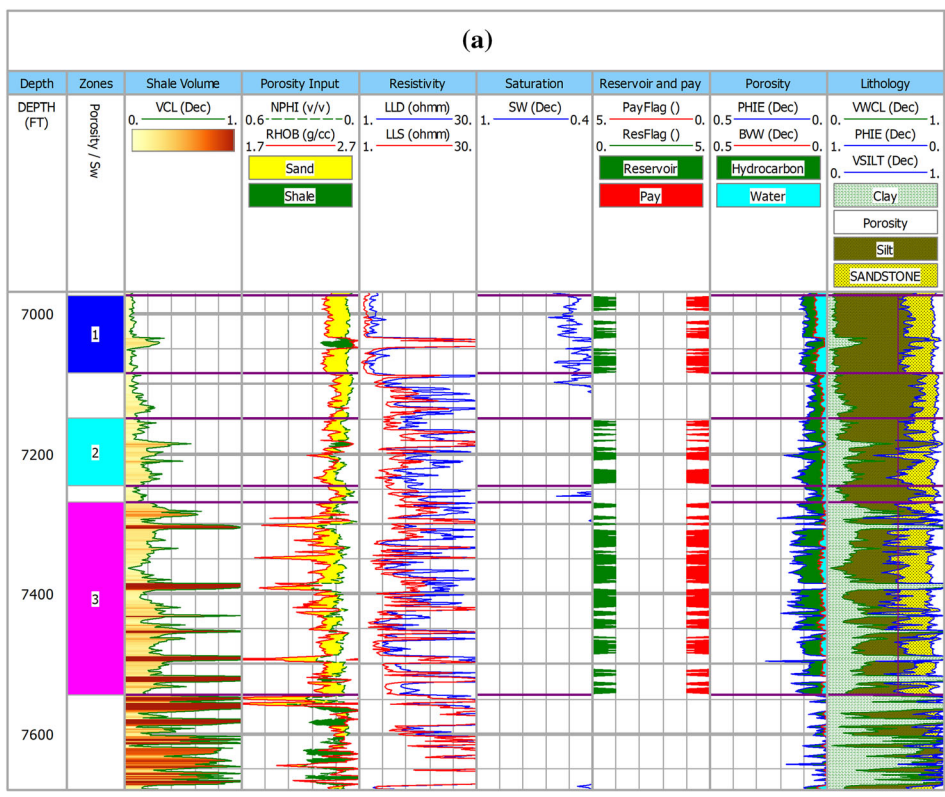 (a)
Depth Zones Shale Volume Porosity Input Resistivity Saturation Reservoir and pay Porosity Lithology
DEPTH (FT)
Porosity / Sw
VCL (Dec)
0. 1.
NPHI (v/v)
0.6 0.
RHOB (g/cc)
1.7 2.7
Sand
Shale
LLD (ohmm)
1. 30.
LLS (ohmm)
1. 30.
SW (Dec)
1. 0.4
PayFlag ()
5. 0.
ResFlag ()
0. 5.
Reservoir
Pay
PHIE (Dec)
0.5 0.
BVW (Dec)
0.5 0.
Hydrocarbon
Water
VWCL (Dec)
0. 1.
PHIE (Dec)
1. 0.
VSILT (Dec)
0. 1.
Clay
Porosity
Silt
SANDSTONE
7000
1
7200
2
7400
3
7600